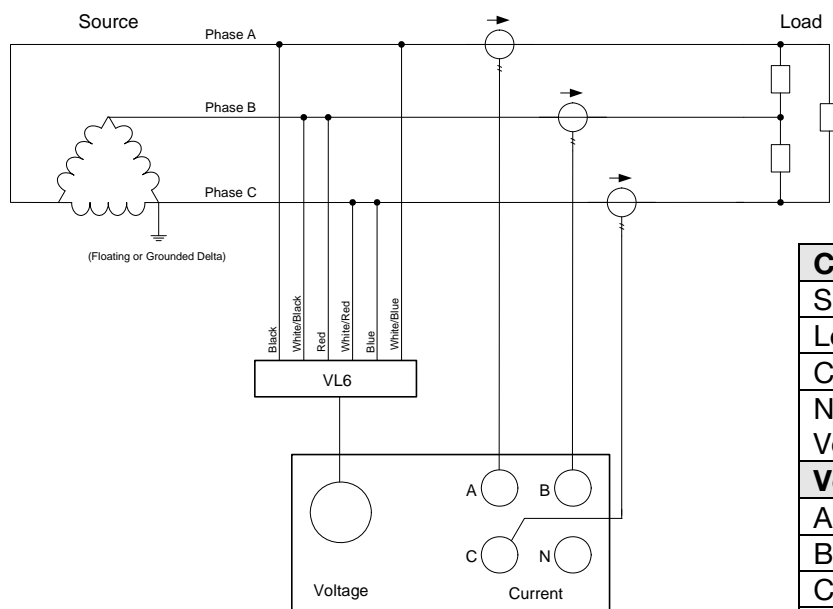 Source
Load
Phase A
Phase B
Phase C
(Floating or Grounded Delta)
Black
White/Black
Red
White/Red
Blue
White/Blue
VL6
A
B
C
N
Voltage
Current
C
S
C
N
A
B
C